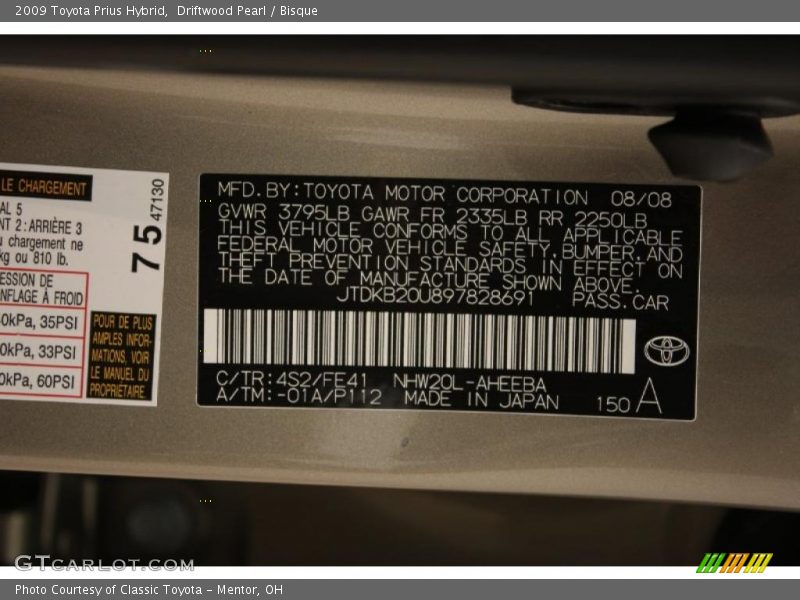 2009 Toyota Prius Hybrid, Driftwood Pearl / Bisque
LE CHARGEMENT
AL 5
NT 2:ARRIÈRE 3
u chargement ne
kg ou 810 lb.
ESSION DE
NFLAGE À FROID
0kPa, 35PSI
0kPa, 33PSI
0kPa, 60PSI
75
47130
POUR DE PLUS
AMPLES INFOR-
MATIONS, VOIR
LE MANUEL DU
PROPRIÉTAIRE
MFD.BY:TOYOTA MOTOR CORPORATION 08/08
GVWR 3795LB GAWR FR 2335LB RR 2250LB
THIS VEHICLE CONFORMS TO ALL APPLICABLE
FEDERAL MOTOR VEHICLE SAFETY,BUMPER,AND
THEFT PREVENTION STANDARDS IN EFFECT ON
THE DATE OF MANUFACTURE SHOWN ABOVE.
JTDKB20U897828691 PASS.CAR
C/TR:4S2/FE41 NHW20L-AHEEBA
A/TM:-01A/P112 MADE IN JAPAN 150 A
GTCARLOT.COM
Photo Courtesy of Classic Toyota - Mentor, OH